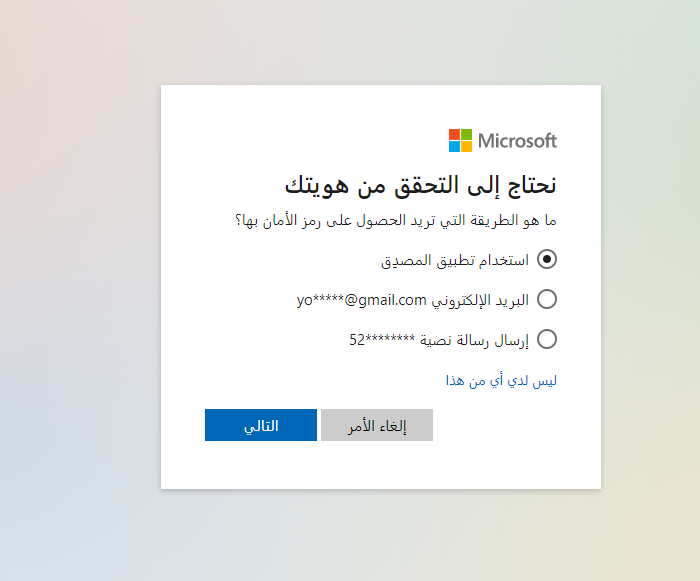 Microsoft
نحتاج إلى التحقق من هويتك
ما هو الطريقة التي تريد الحصول على رمز الأمان بها؟
استخدام تطبيق المصدِق
البريد الإلكتروني yo*****@gmail.com
إرسال رسالة نصية ********52
ليس لدي أي من هذا
إلغاء الأمر
التالي